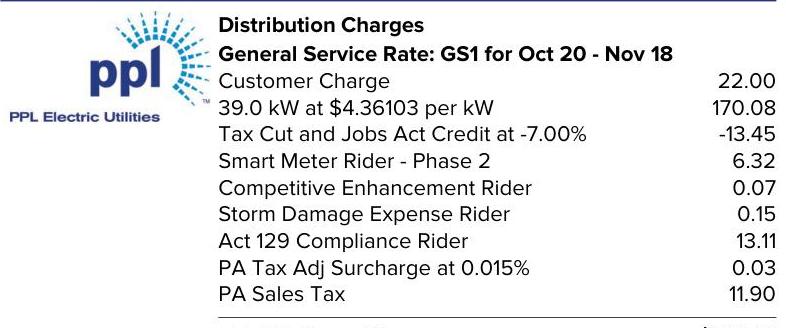 ppl
TM
PPL Electric Utilities
Distribution Charges
General Service Rate: GS1 for Oct 20 - Nov 18
Customer Charge 22.00
39.0 kW at $4.36103 per kW 170.08
Tax Cut and Jobs Act Credit at -7.00% -13.45
Smart Meter Rider - Phase 2 6.32
Competitive Enhancement Rider 0.07
Storm Damage Expense Rider 0.15
Act 129 Compliance Rider 13.11
PA Tax Adj Surcharge at 0.015% 0.03
PA Sales Tax 11.90